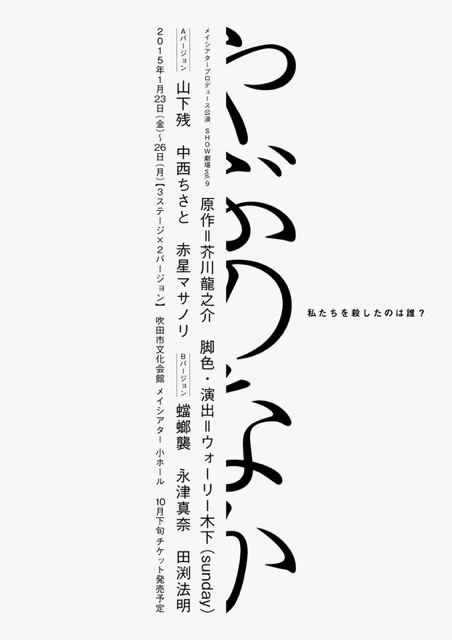 私たちを殺したのは誰？
やぶのなか
メイシアタープロデュース公演　SHOW劇場vol.9
原作＝芥川龍之介　脚色・演出＝ウォーリー木下（sunday）
Aバージョン　山下残　中西ちさと　赤星マサノリ　Bバージョン　蟷螂襲　永津真奈　田渕法明
2015年1月23日（金）〜26日（月）【3ステージ×2バージョン】　吹田市文化会館 メイシアター 小ホール　10月下旬チケット発売予定